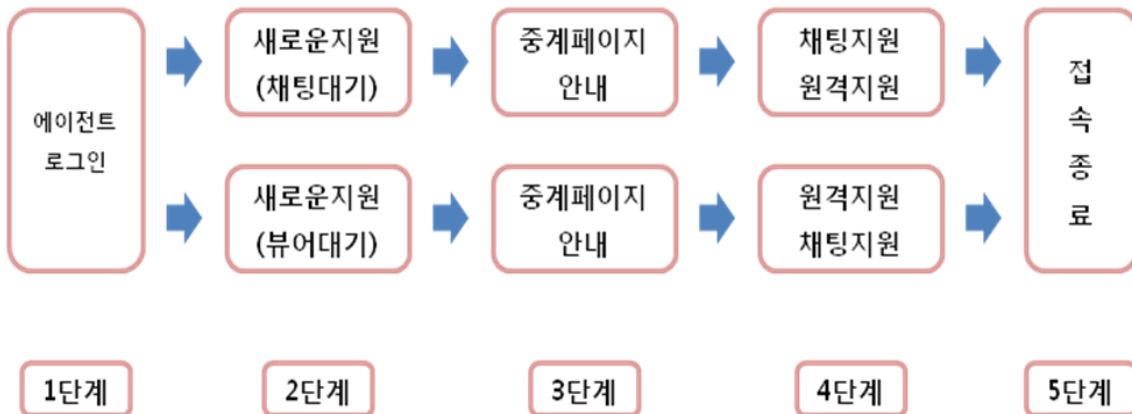 에이전트
로그인
새로운지원
(채팅대기)
중계페이지
안내
채팅지원
원격지원
새로운지원
(뷰어대기)
중계페이지
안내
원격지원
채팅지원
접
속
종
료
1단계
2단계
3단계
4단계
5단계